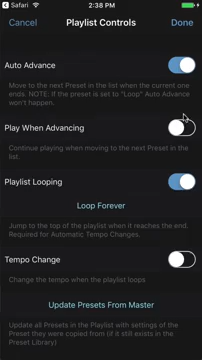 Safari 2:38 PM
Cancel Playlist Controls Done
Auto Advance
Move to the next Preset in the list when the current one
ends. NOTE: If the preset is set to "Loop" Auto Advance
won't happen.
Play When Advancing
Continue playing when moving to the next Preset in the
list.
Playlist Looping
Loop Forever
Jump to the top of the playlist when it reaches the end.
Required for Automatic Tempo Changes.
Tempo Change
Change the tempo when the playlist loops
Update Presets From Master
Update all Presets in the Playlist with settings of the
Preset they were copied from (if it still exists in the
Preset Library)